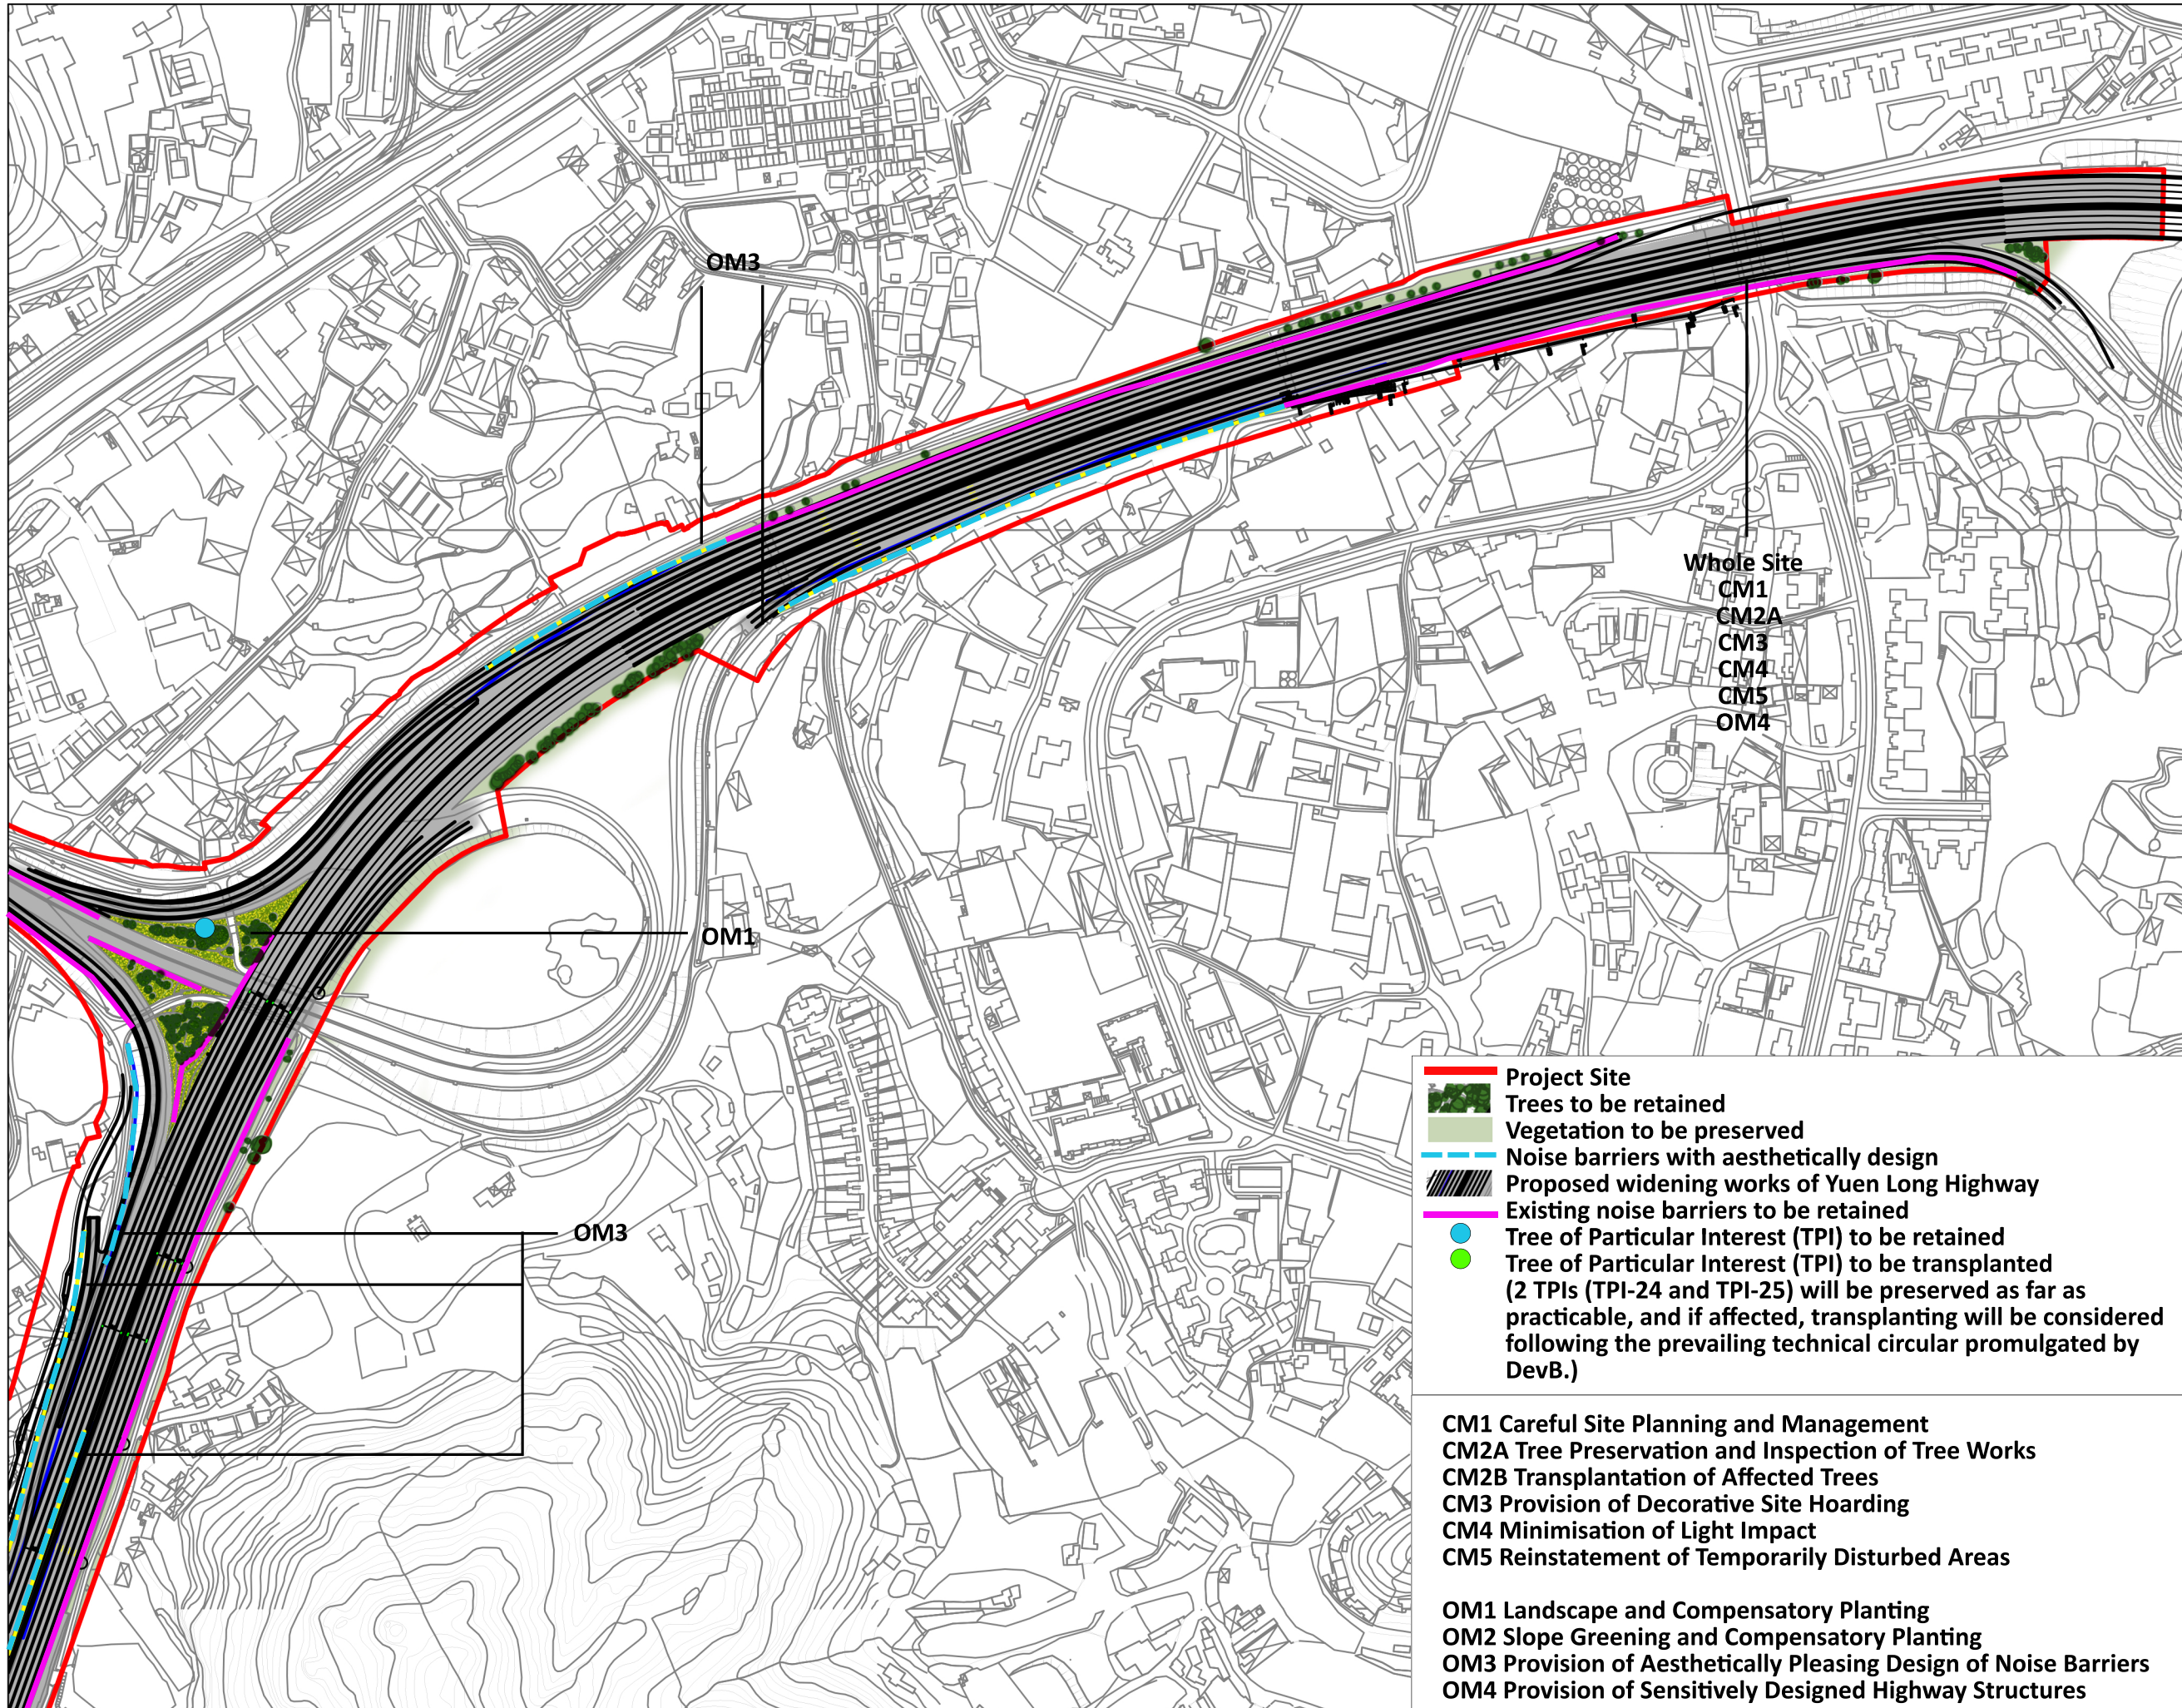 OM3
Whole Site
CM1
CM2A
CM3
CM4
CM5
OM4
OM1
OM3
Project Site
Trees to be retained
Vegetation to be preserved
Noise barriers with aesthetically design
Proposed widening works of Yuen Long Highway
Existing noise barriers to be retained
Tree of Particular Interest (TPI) to be retained
Tree of Particular Interest (TPI) to be transplanted
(2 TPIs (TPI-24 and TPI-25) will be preserved as far as
practicable, and if affected, transplanting will be considered
following the prevailing technical circular promulgated by
DevB.)
CM1 Careful Site Planning and Management
CM2A Tree Preservation and Inspection of Tree Works
CM2B Transplantation of Affected Trees
CM3 Provision of Decorative Site Hoarding
CM4 Minimisation of Light Impact
CM5 Reinstatement of Temporarily Disturbed Areas
OM1 Landscape and Compensatory Planting
OM2 Slope Greening and Compensatory Planting
OM3 Provision of Aesthetically Pleasing Design of Noise Barriers
OM4 Provision of Sensitively Designed Highway Structures